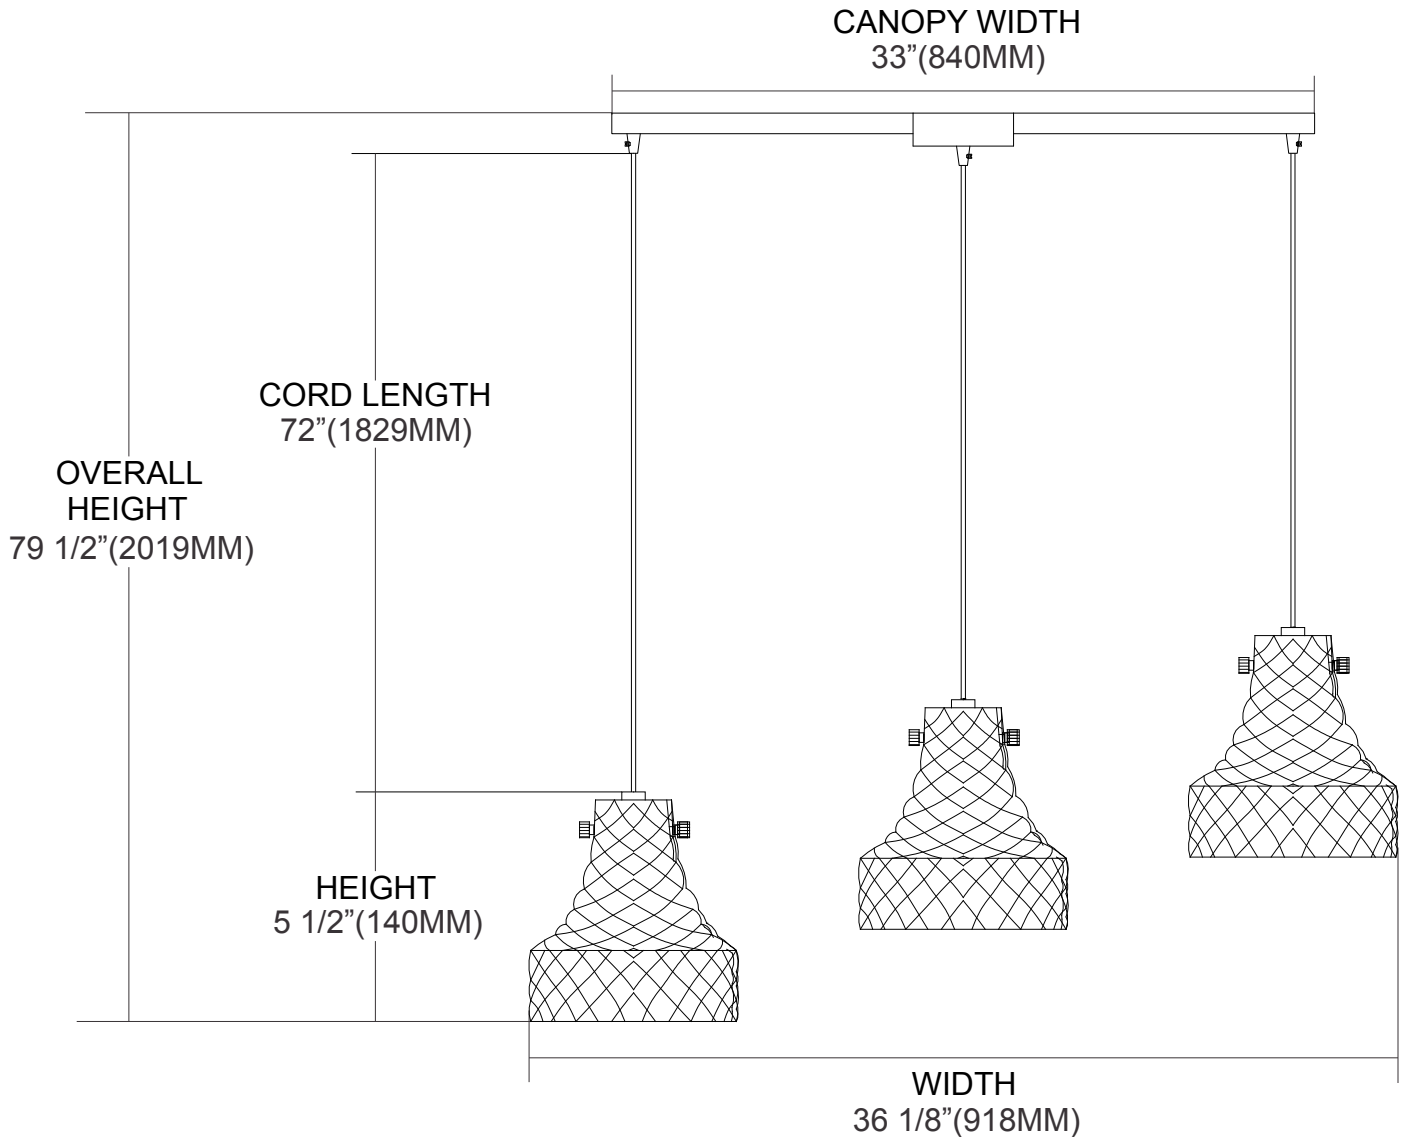 CANOPY WIDTH
33”(840MM)
CORD LENGTH
72”(1829MM)
OVERALL
HEIGHT
79 1/2”(2019MM)
HEIGHT
5 1/2”(140MM)
WIDTH
36 1/8”(918MM)